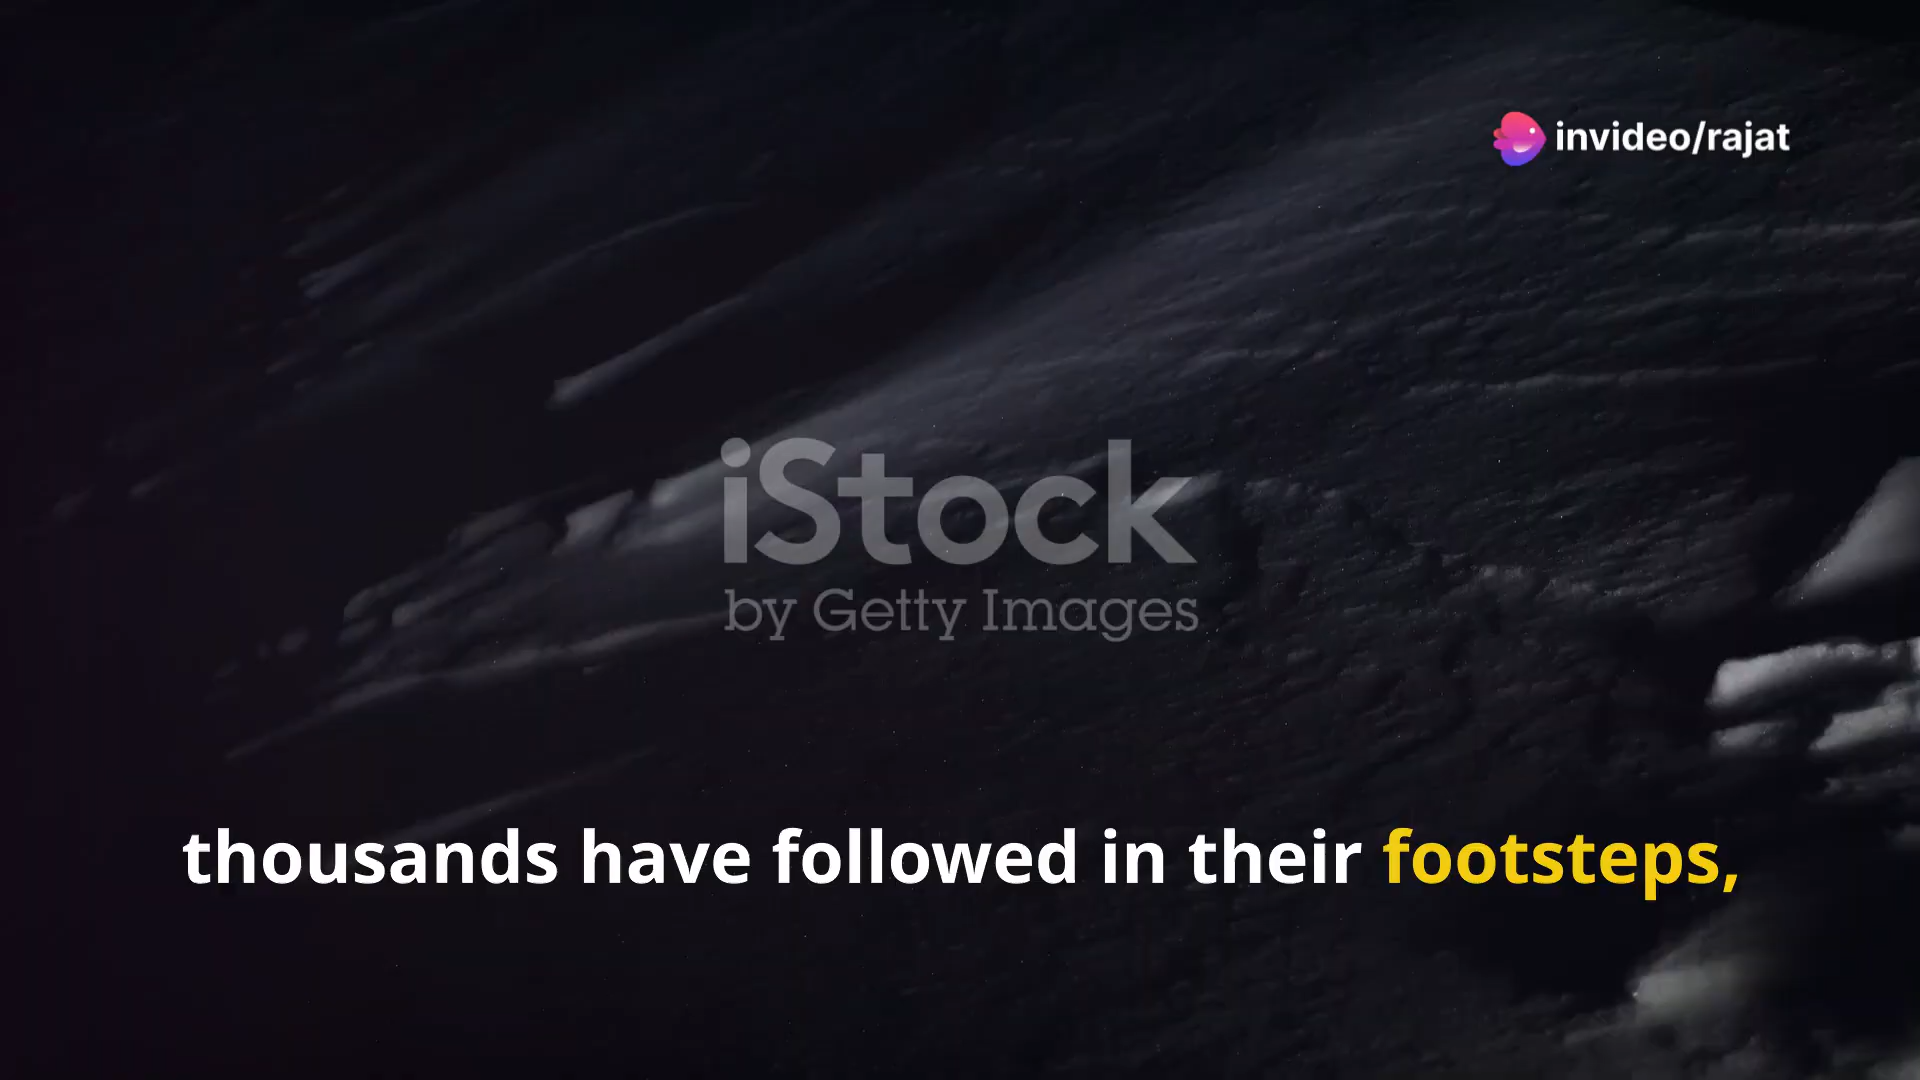 invideo/rajat
iStock
by Getty Images
thousands have followed in their footsteps,